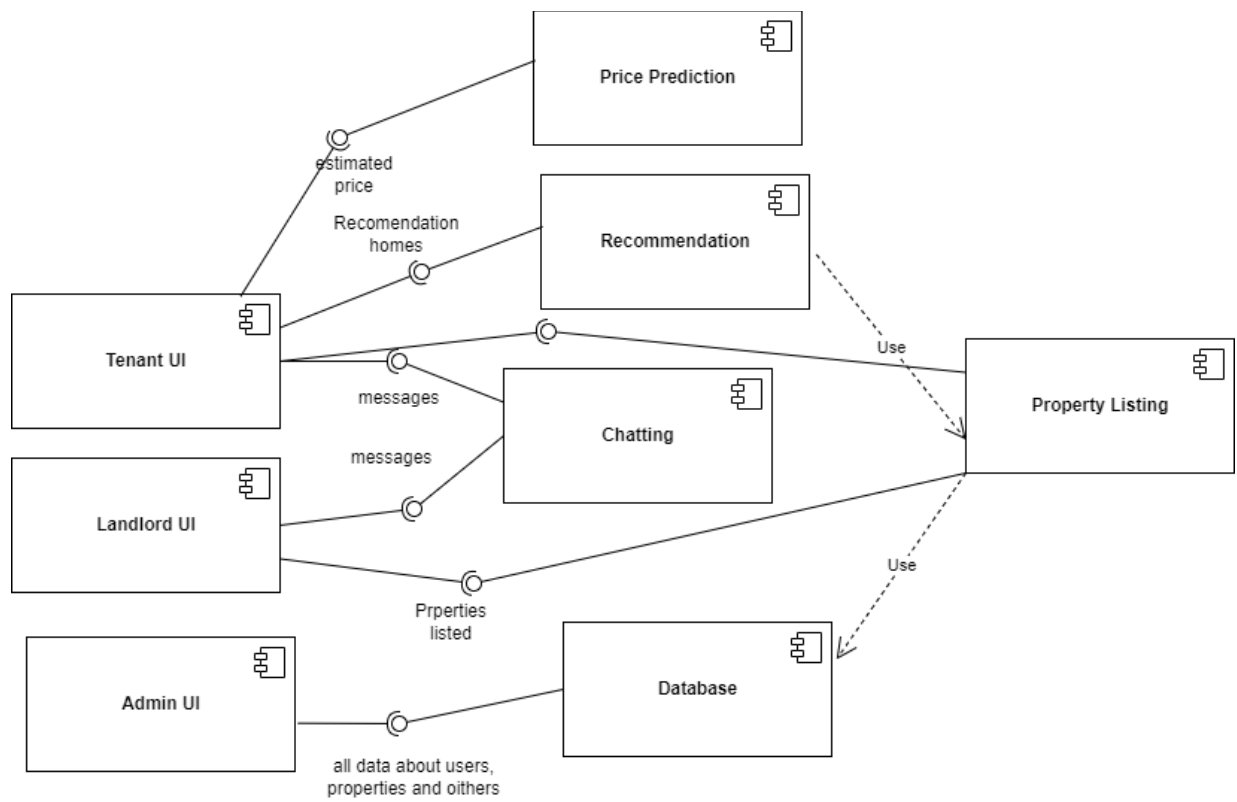 Price Prediction
estimated
price
Recomendation
homes
Recommendation
Tenant UI
Use
Property Listing
messages
Chatting
messages
Landlord UI
Use
Prperties
listed
Admin UI
Database
all data about users,
properties and oithers